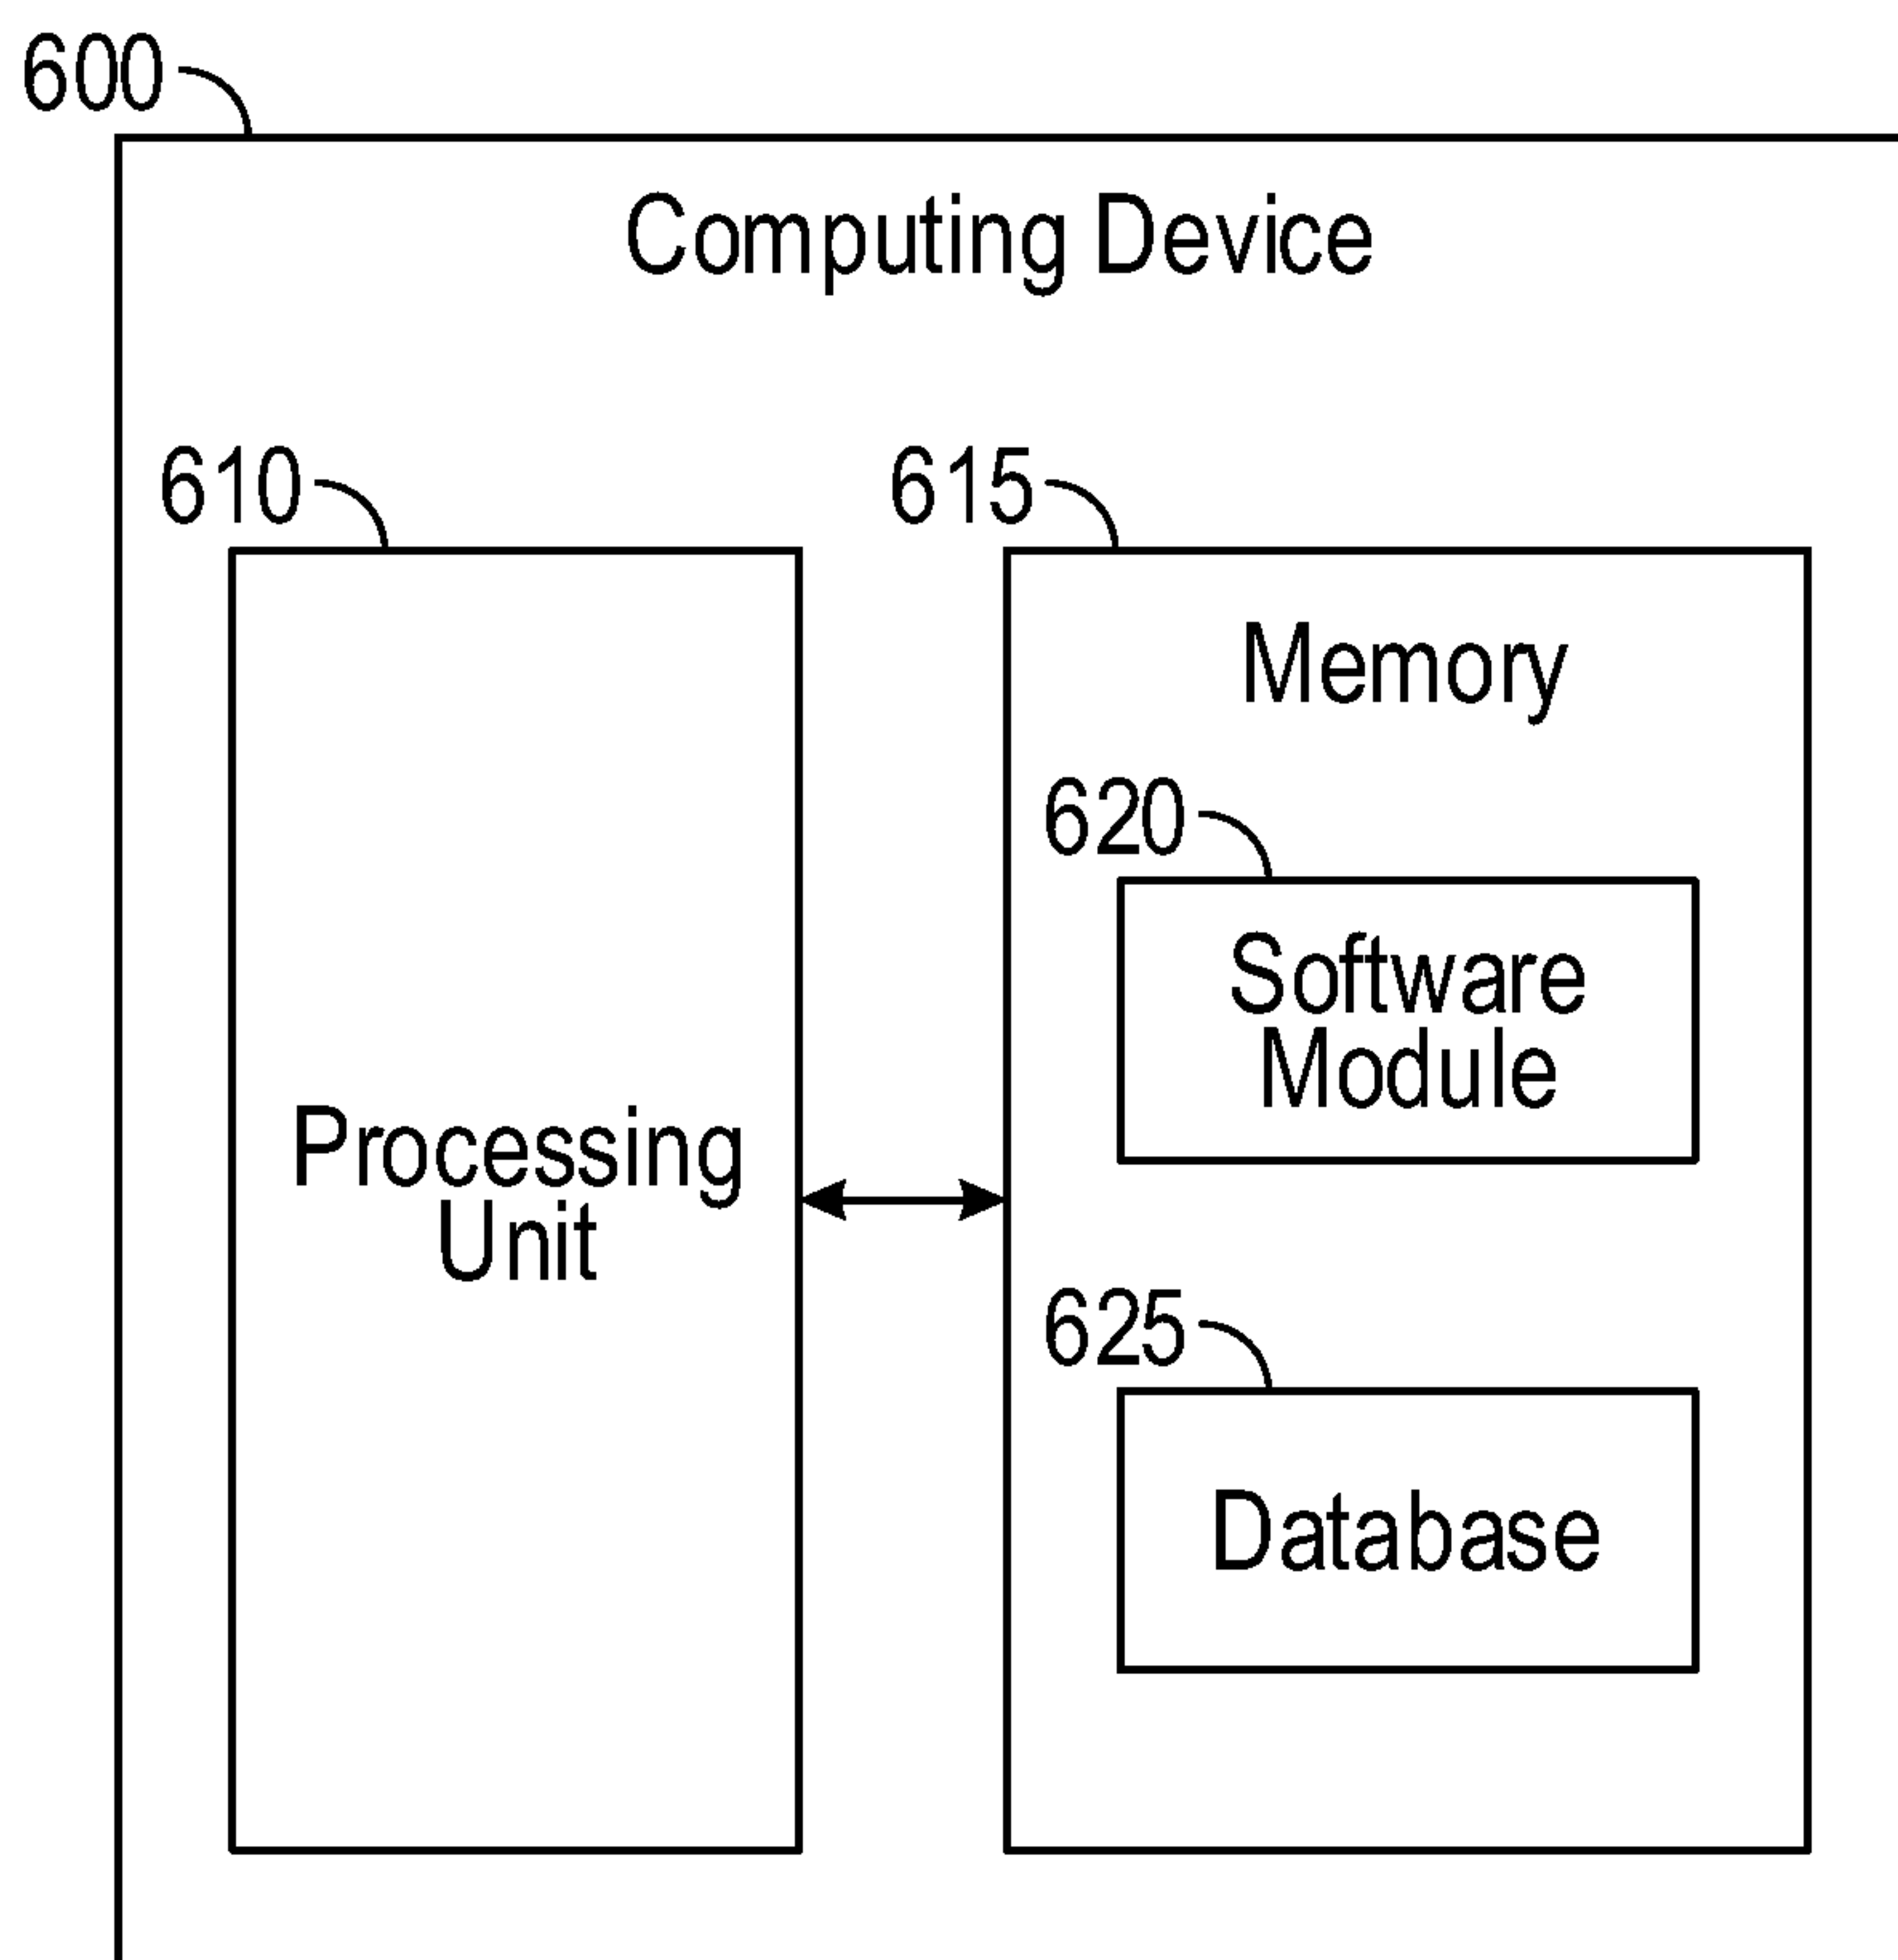 600
Computing Device
610
615
Memory
620
Software
Module
Processing
Unit
625
Database